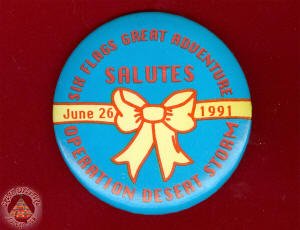 SIX FLAGS GREAT ADVENTURE
SALUTES
June 26 1991
OPERATION DESERT STORM